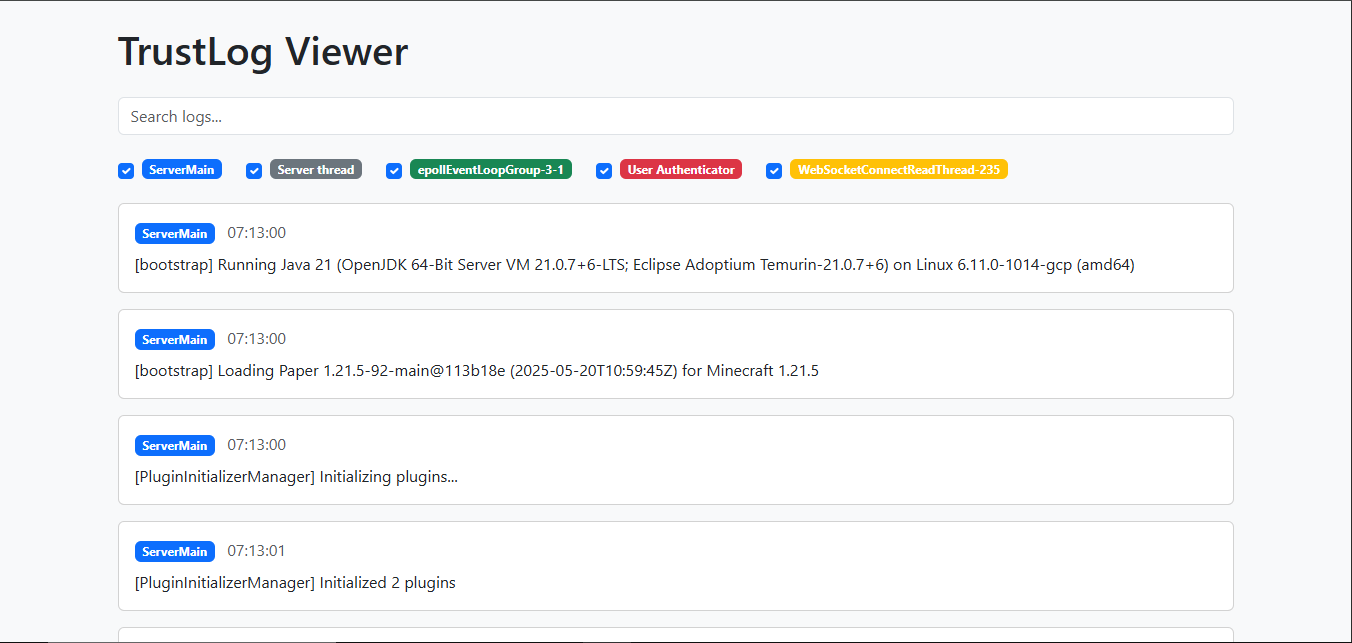 TrustLog Viewer
Search logs...
ServerMain Server thread epollEventLoopGroup-3-1 User Authenticator WebSocketConnectReadThread-235
ServerMain 07:13:00
[bootstrap] Running Java 21 (OpenJDK 64-Bit Server VM 21.0.7+6-LTS; Eclipse Adoptium Temurin-21.0.7+6) on Linux 6.11.0-1014-gcp (amd64)
ServerMain 07:13:00
[bootstrap] Loading Paper 1.21.5-92-main@113b18e (2025-05-20T10:59:45Z) for Minecraft 1.21.5
ServerMain 07:13:00
[PluginInitializerManager] Initializing plugins...
ServerMain 07:13:01
[PluginInitializerManager] Initialized 2 plugins